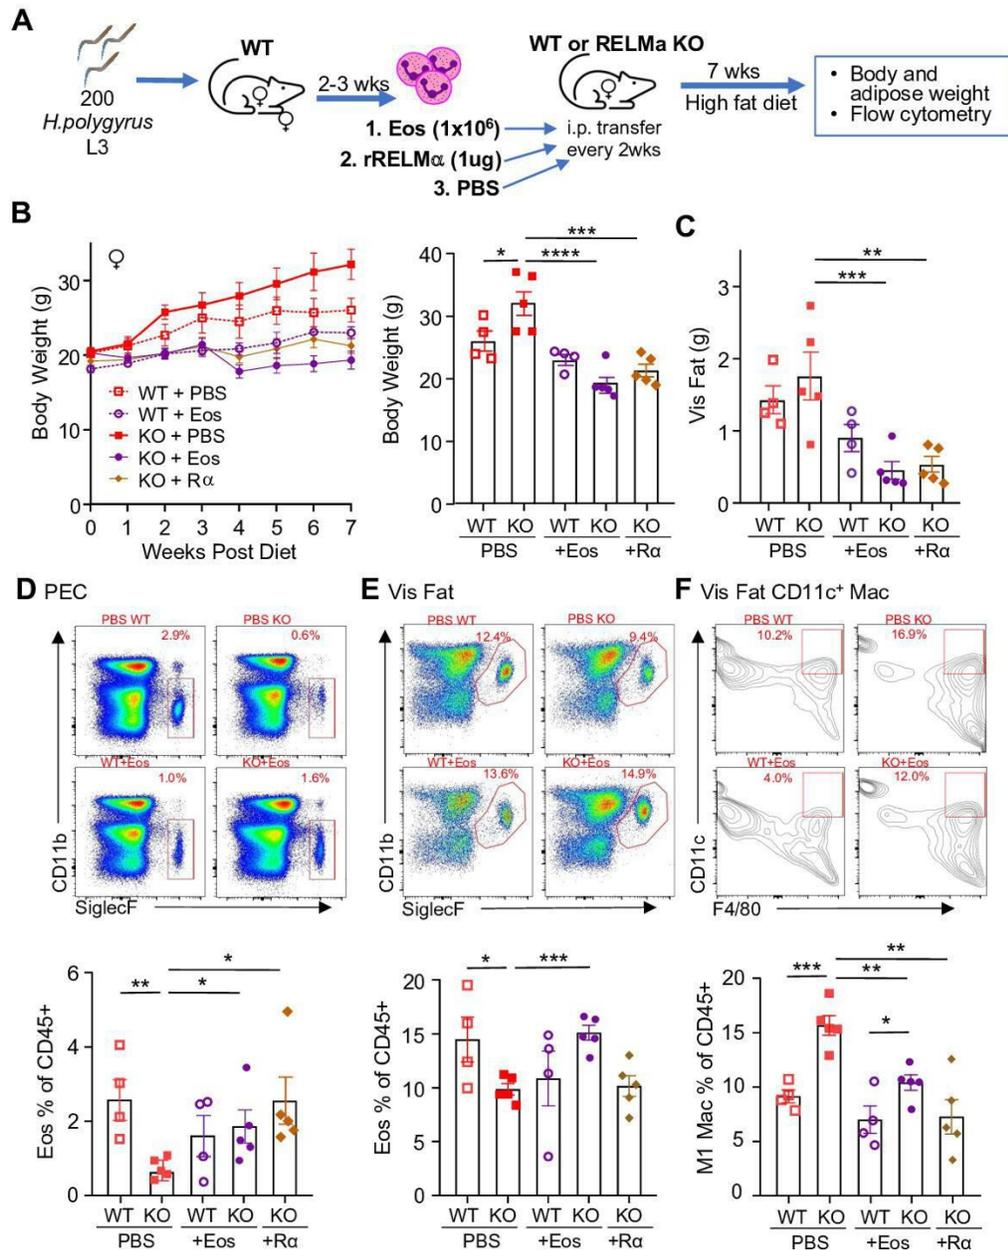 A
200
H.polygyrus
L3
WT
♀
♀
2-3 wks
1. Eos (1x10⁶)
2. rRELMα (1ug)
3. PBS
WT or RELMa KO
♀
i.p. transfer
every 2wks
7 wks
High fat diet
• Body and
adipose weight
• Flow cytometry
B
♀
Body Weight (g)
30
20
10
0
WT + PBS
WT + Eos
KO + PBS
KO + Eos
KO + Rα
0 1 2 3 4 5 6 7
Weeks Post Diet
Body Weight (g)
40
30
20
10
0
***
* ****
WT KO WT KO KO
PBS +Eos +Rα
C
Vis Fat (g)
3
2
1
0
**
***
WT KO WT KO KO
PBS +Eos +Rα
D PEC
PBS WT PBS KO
2.9% 0.6%
WT+Eos KO+Eos
1.0% 1.6%
CD11b
SiglecF
Eos % of CD45+
6
4
2
0
*
** *
WT KO WT KO KO
PBS +Eos +Rα
E Vis Fat
PBS WT PBS KO
12.4% 9.4%
WT+Eos KO+Eos
13.6% 14.9%
CD11b
SiglecF
Eos % of CD45+
20
15
10
5
0
* ***
WT KO WT KO KO
PBS +Eos +Rα
F Vis Fat CD11c⁺ Mac
PBS WT PBS KO
10.2% 16.9%
WT+Eos KO+Eos
4.0% 12.0%
CD11c
F4/80
M1 Mac % of CD45+
20
15
10
5
0
**
*** **
*
WT KO WT KO KO
PBS +Eos +Rα